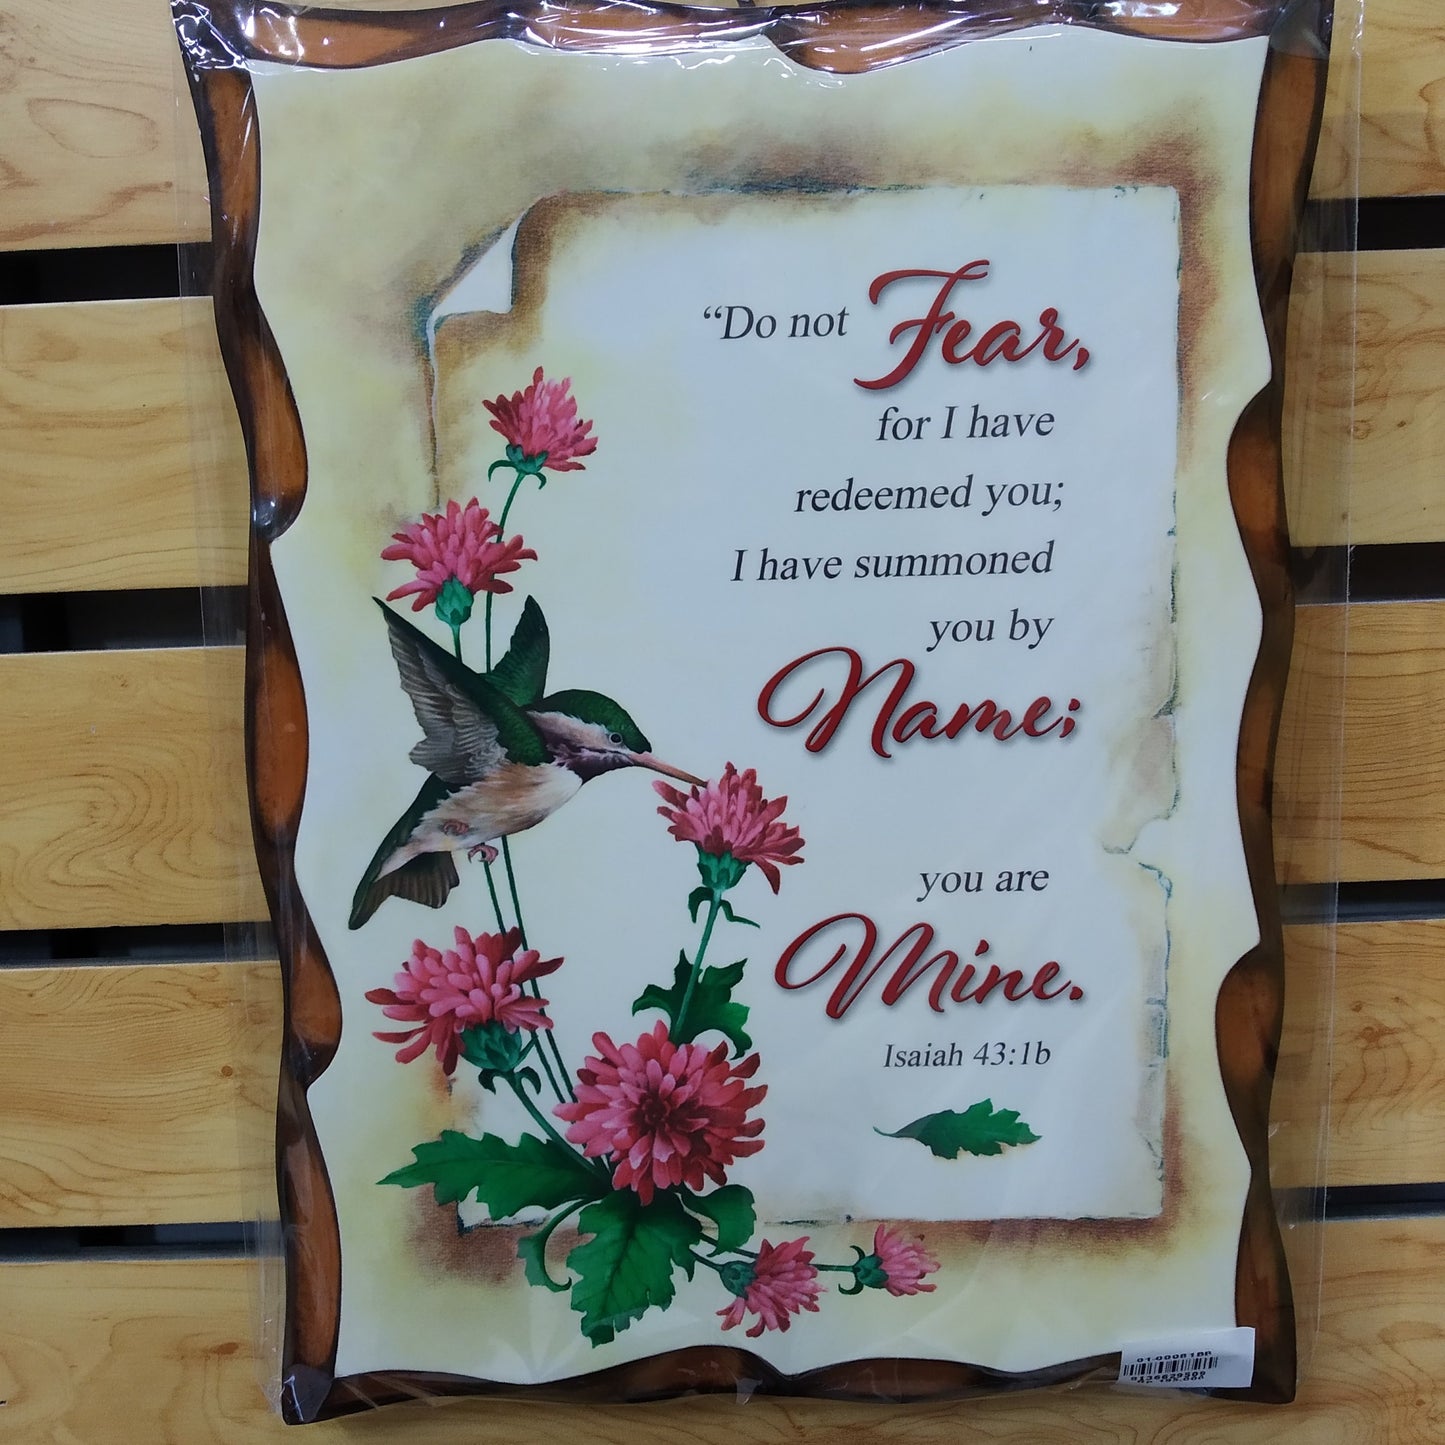 “Do not Fear,
for I have
redeemed you;
I have summoned
you by
Name;
you are
Mine.
Isaiah 43:1b